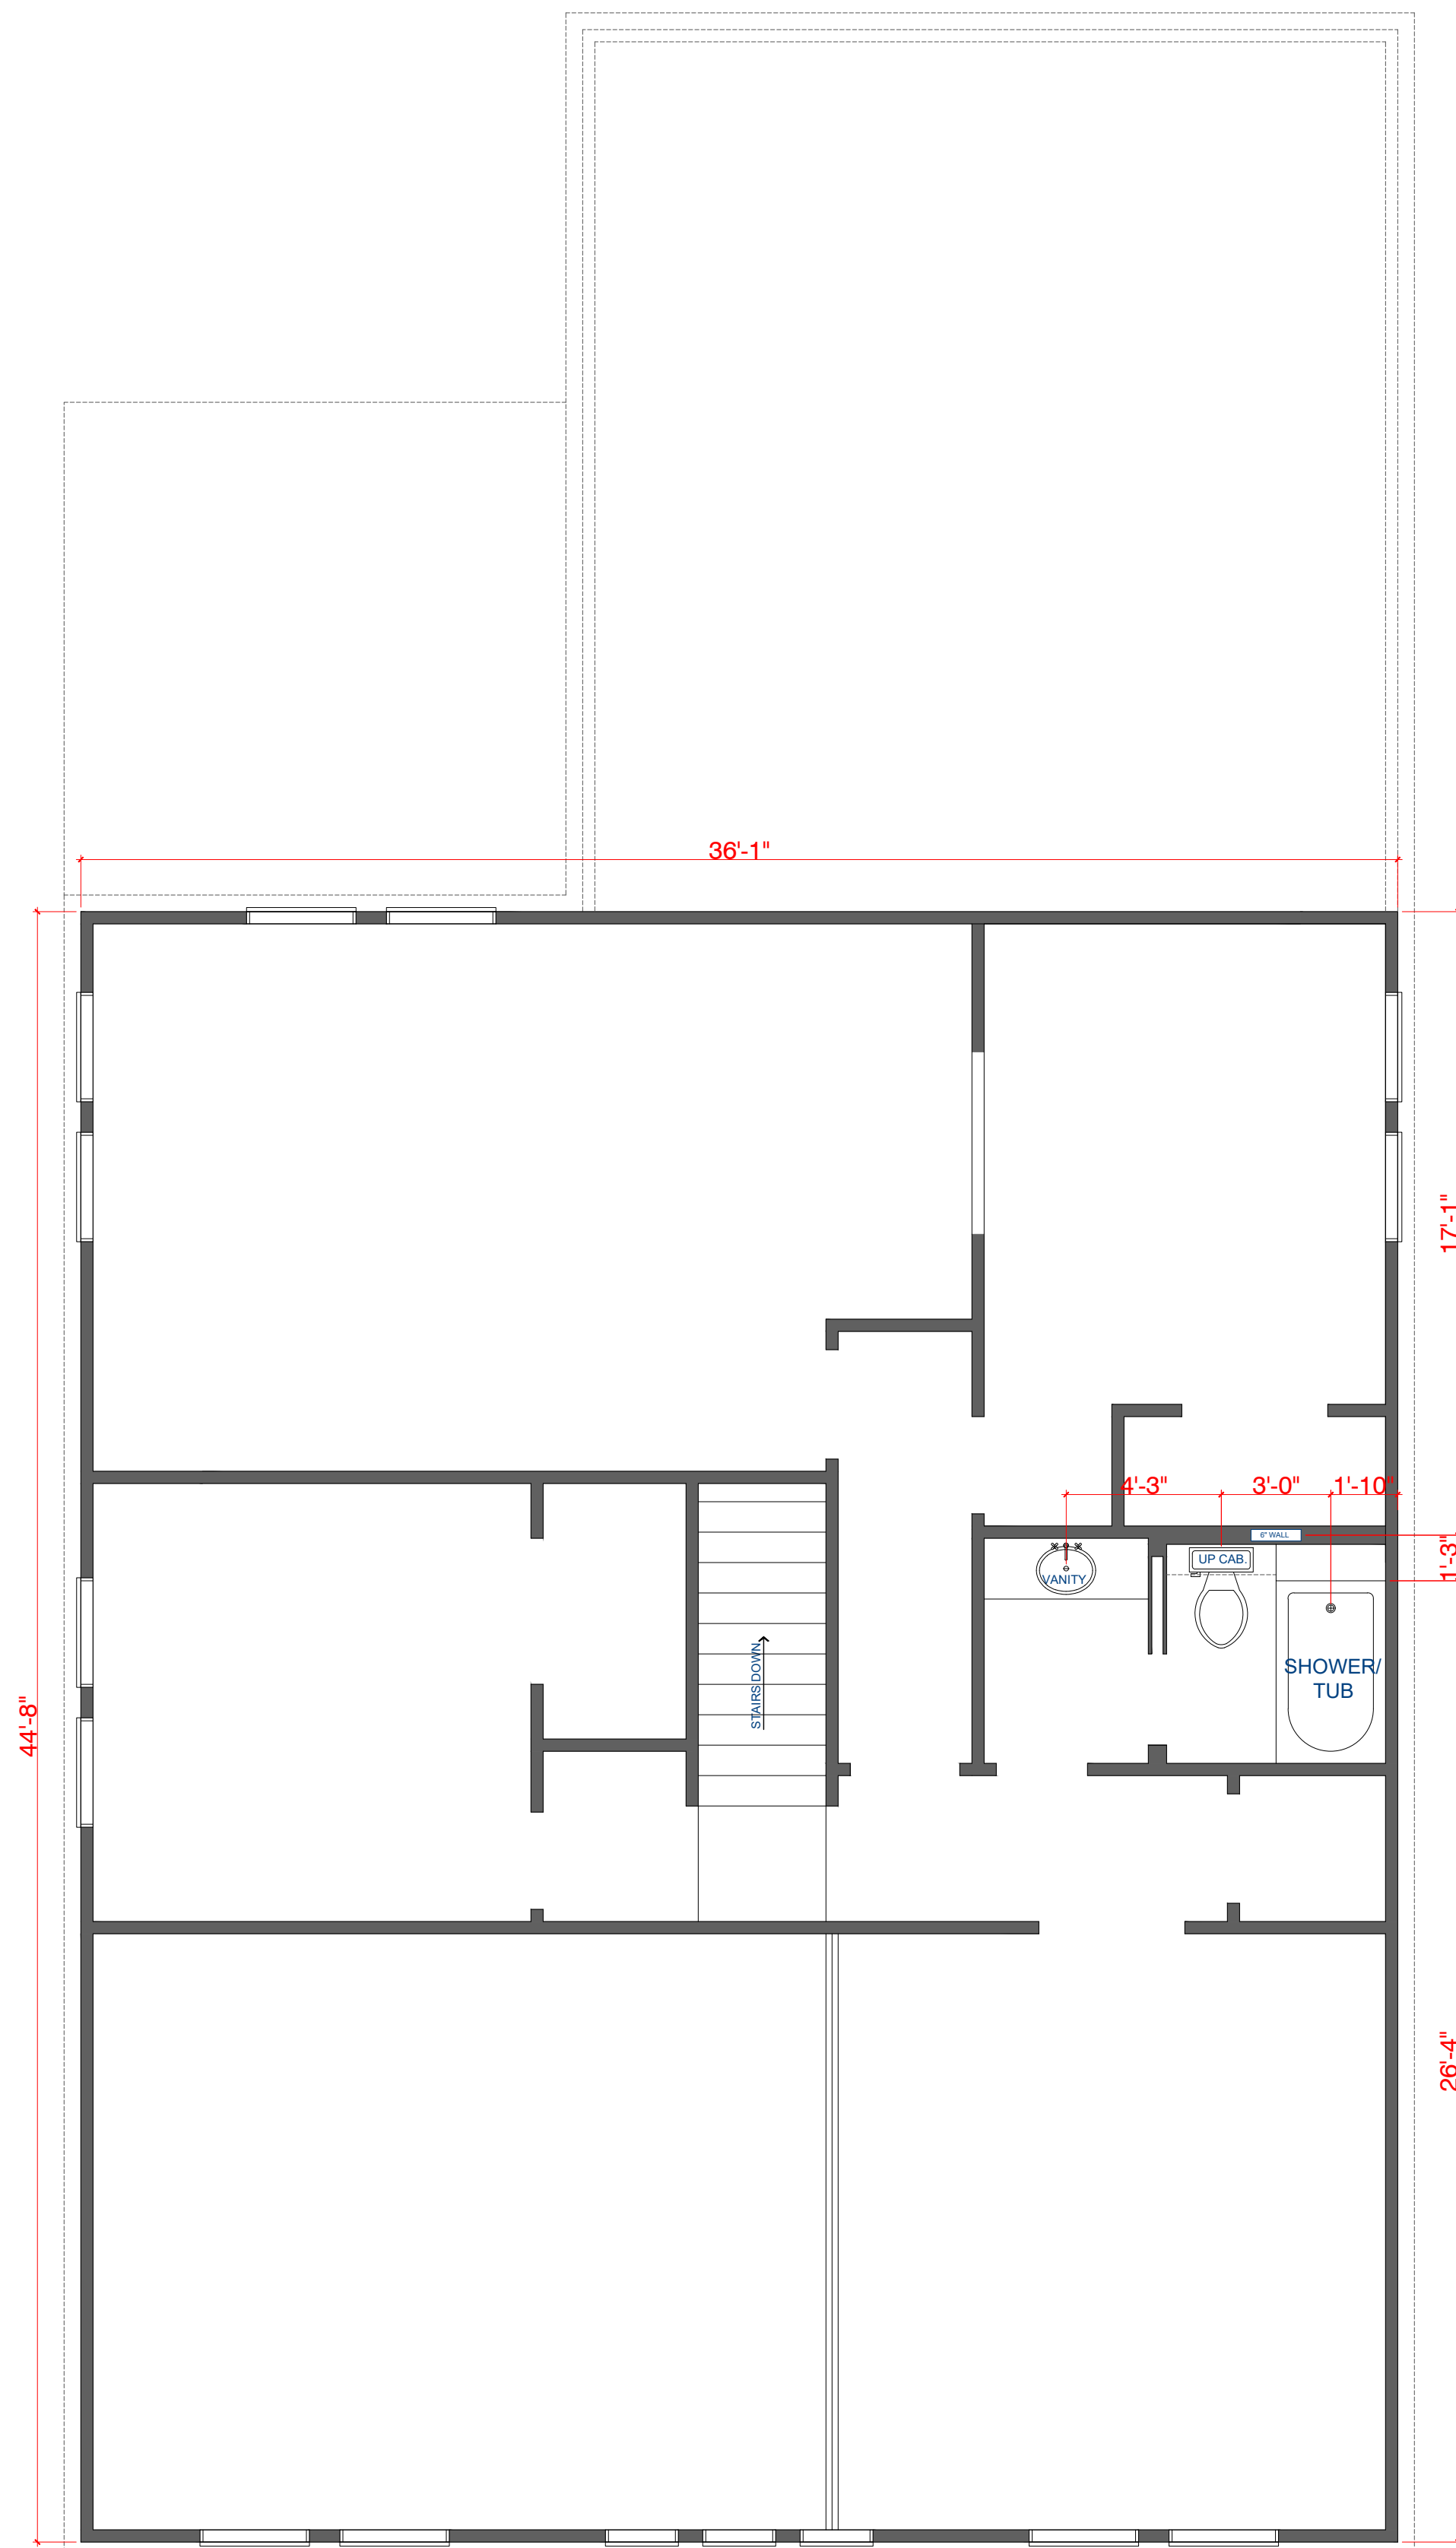 36'-1"
17'-1"
4'-3"
3'-0"
1'-10"
6" WALL
1'-3"
UP CAB.
VANITY
SHOWER/
TUB
STAIRS DOWN
44'-8"
26'-4"